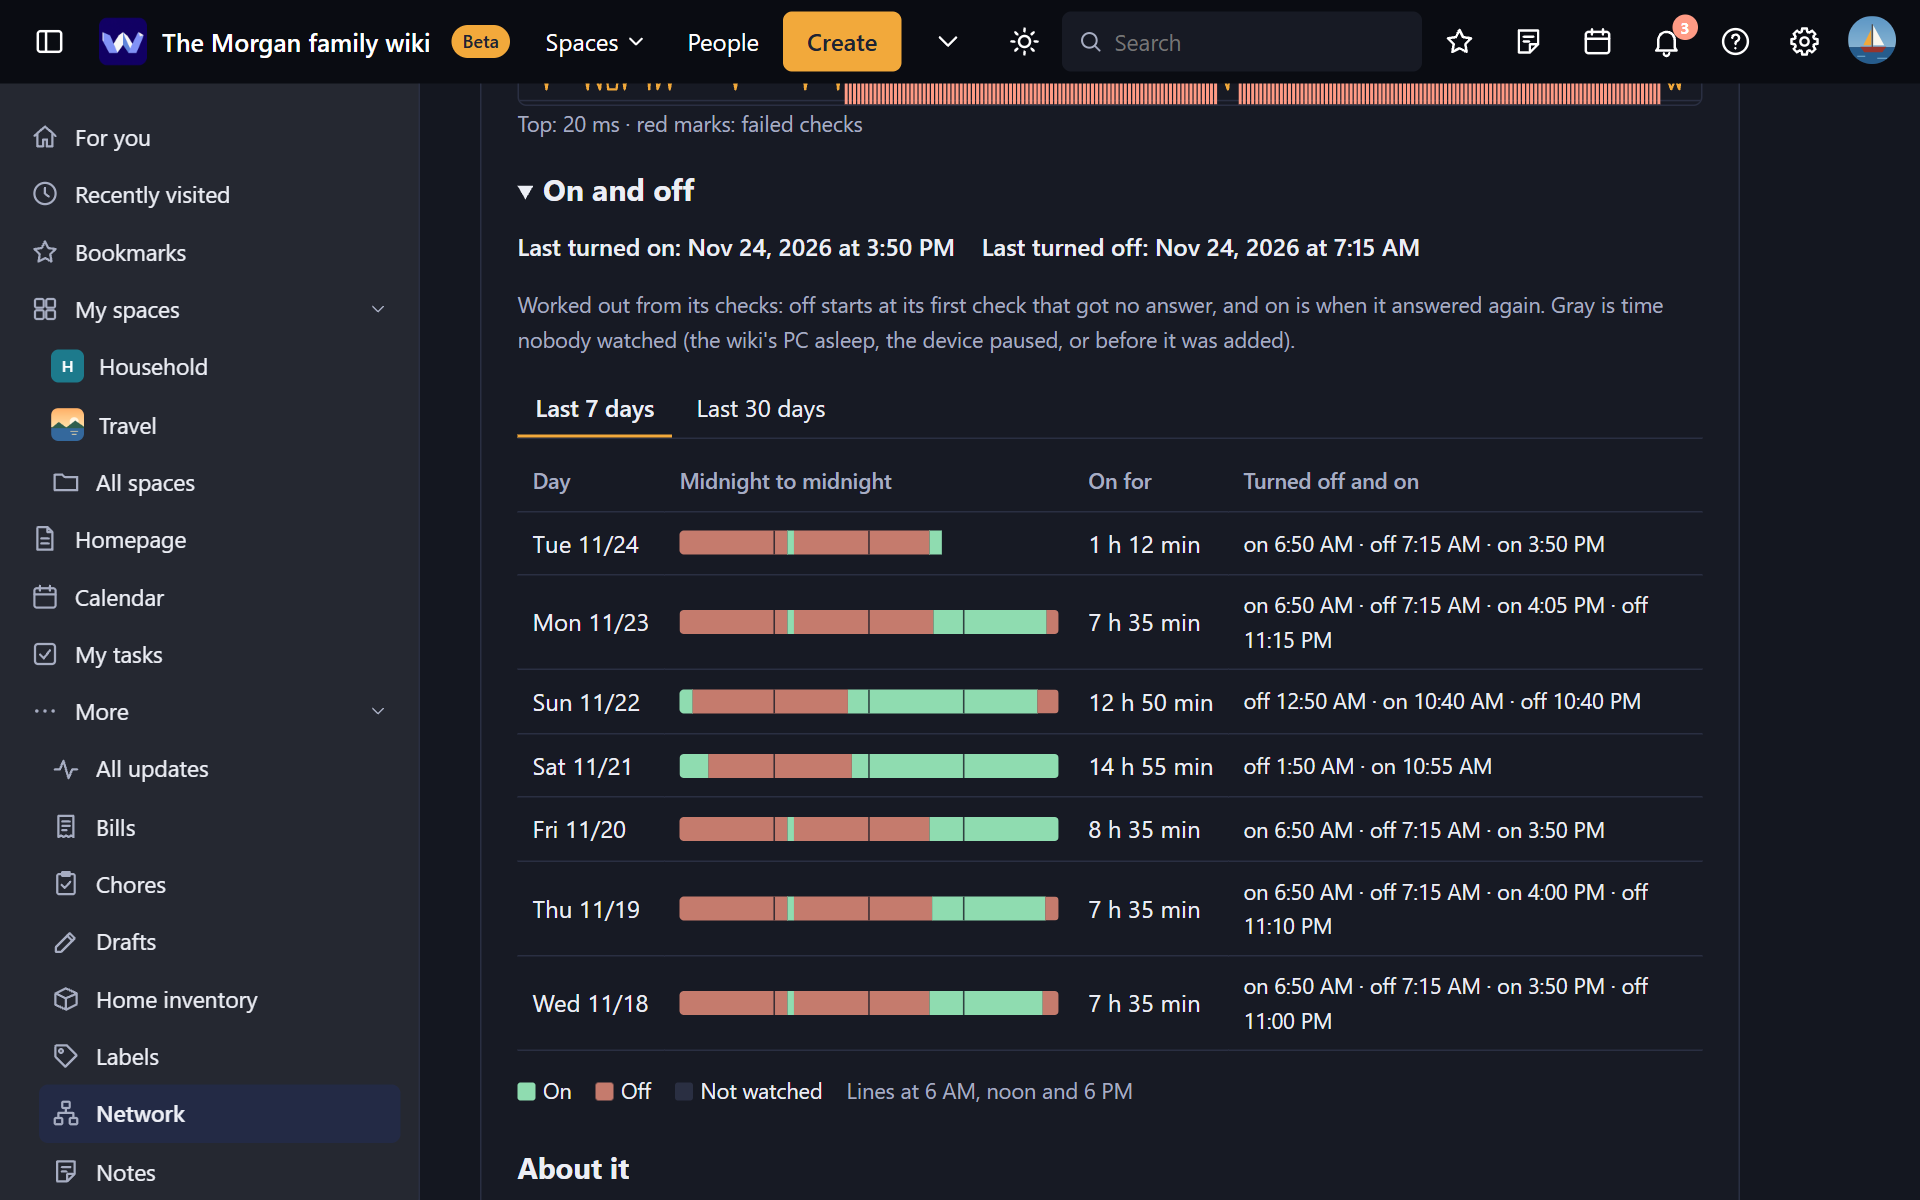 The Morgan family wiki Beta Spaces People Create Search 3
For you
Recently visited
Bookmarks
My spaces
H Household
Travel
All spaces
Homepage
Calendar
My tasks
More
All updates
Bills
Chores
Drafts
Home inventory
Labels
Network
Notes
Top: 20 ms · red marks: failed checks
On and off
Last turned on: Nov 24, 2026 at 3:50 PM Last turned off: Nov 24, 2026 at 7:15 AM
Worked out from its checks: off starts at its first check that got no answer, and on is when it answered again. Gray is time
nobody watched (the wiki's PC asleep, the device paused, or before it was added).
Last 7 days Last 30 days
Day Midnight to midnight On for Turned off and on
Tue 11/24 1 h 12 min on 6:50 AM · off 7:15 AM · on 3:50 PM
Mon 11/23 7 h 35 min on 6:50 AM · off 7:15 AM · on 4:05 PM · off
11:15 PM
Sun 11/22 12 h 50 min off 12:50 AM · on 10:40 AM · off 10:40 PM
Sat 11/21 14 h 55 min off 1:50 AM · on 10:55 AM
Fri 11/20 8 h 35 min on 6:50 AM · off 7:15 AM · on 3:50 PM
Thu 11/19 7 h 35 min on 6:50 AM · off 7:15 AM · on 4:00 PM · off
11:10 PM
Wed 11/18 7 h 35 min on 6:50 AM · off 7:15 AM · on 3:50 PM · off
11:00 PM
On Off Not watched Lines at 6 AM, noon and 6 PM
About it